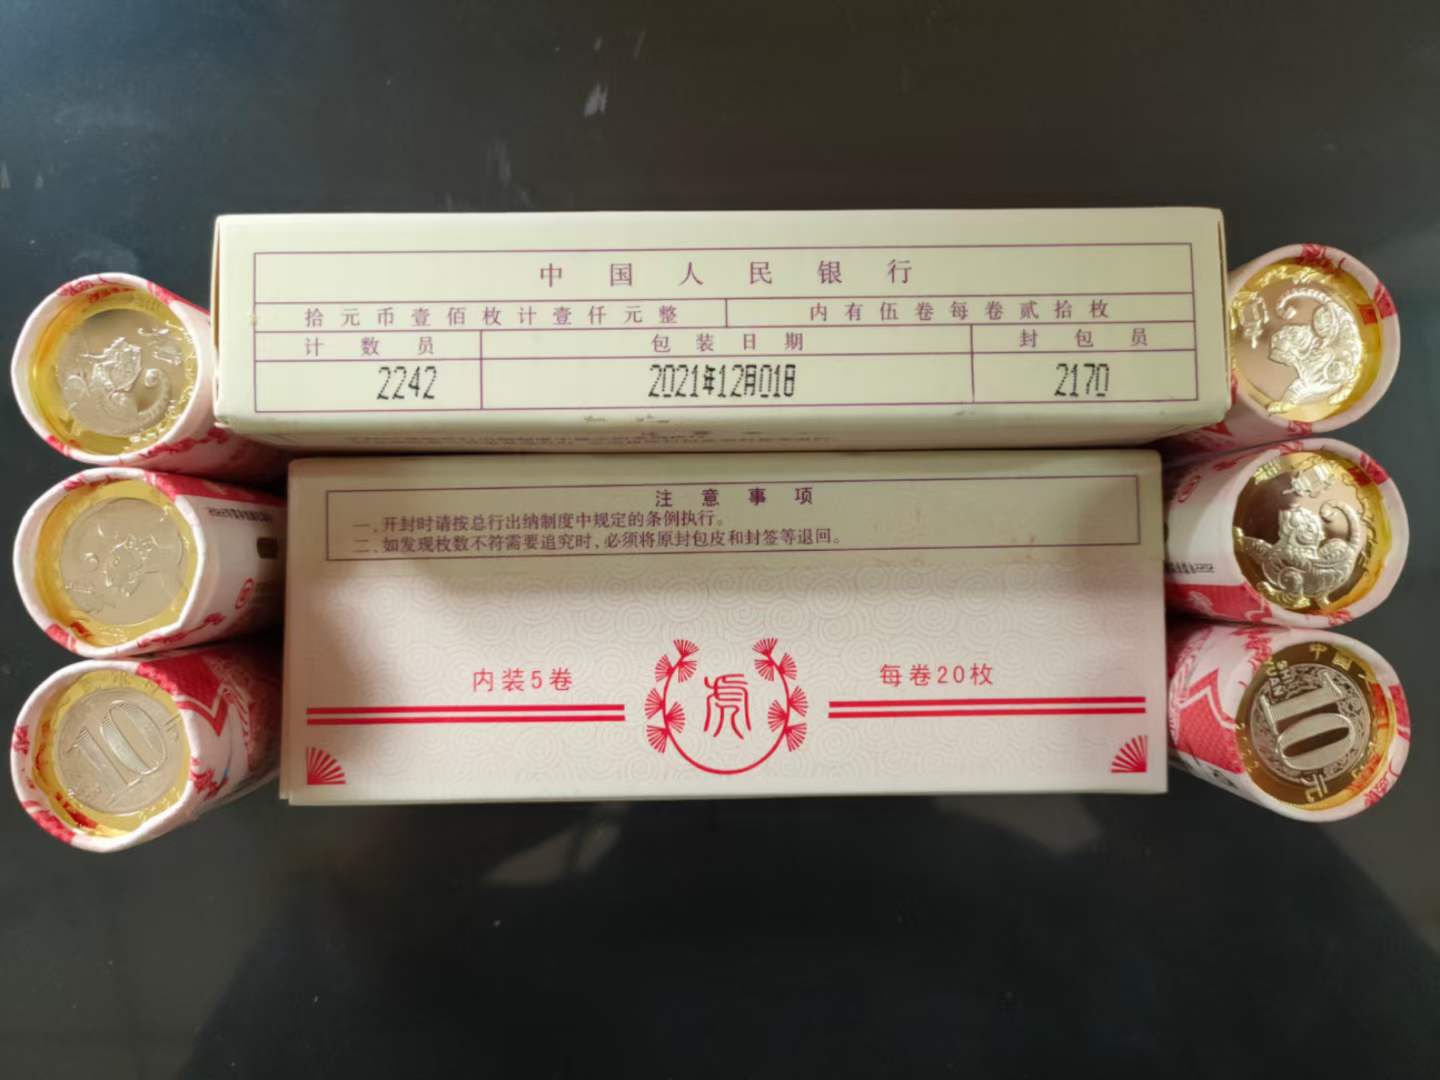 中国人民银行
拾元币壹佰枚计壹仟元整 内有伍卷每卷贰拾枚
计数员 包装日期 封包员
2242 2021年12月01日 2170
注意事项
一、开封时请按总行出纳制度中规定的条例执行。
二、如发现枚数不符需要追究时,必须将原封包皮和封签等退回。
内装5卷 虎 每卷20枚
10
中国
10
元